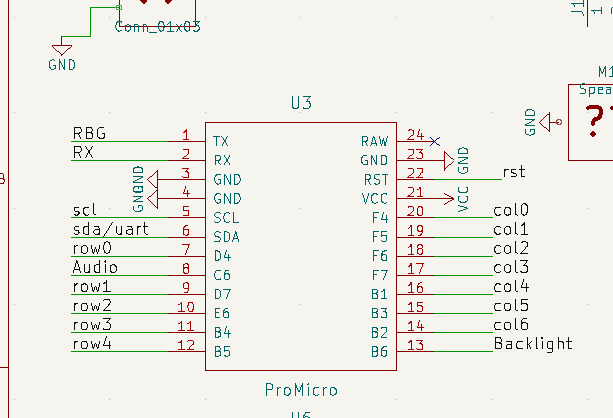 Conn_01x03
GND
J1
1
M1
Spea
GND
?
8
U3
RBG 1 TX RAW 24
RX 2 RX GND 23 GND
GND 3 GND RST 22 rst
GND 4 GND VCC 21 VCC
scl 5 SCL F4 20 col0
sda/uart 6 SDA F5 19 col1
row0 7 D4 F6 18 col2
Audio 8 C6 F7 17 col3
row1 9 D7 B1 16 col4
row2 10 E6 B3 15 col5
row3 11 B4 B2 14 col6
row4 12 B5 B6 13 Backlight
ProMicro
U6